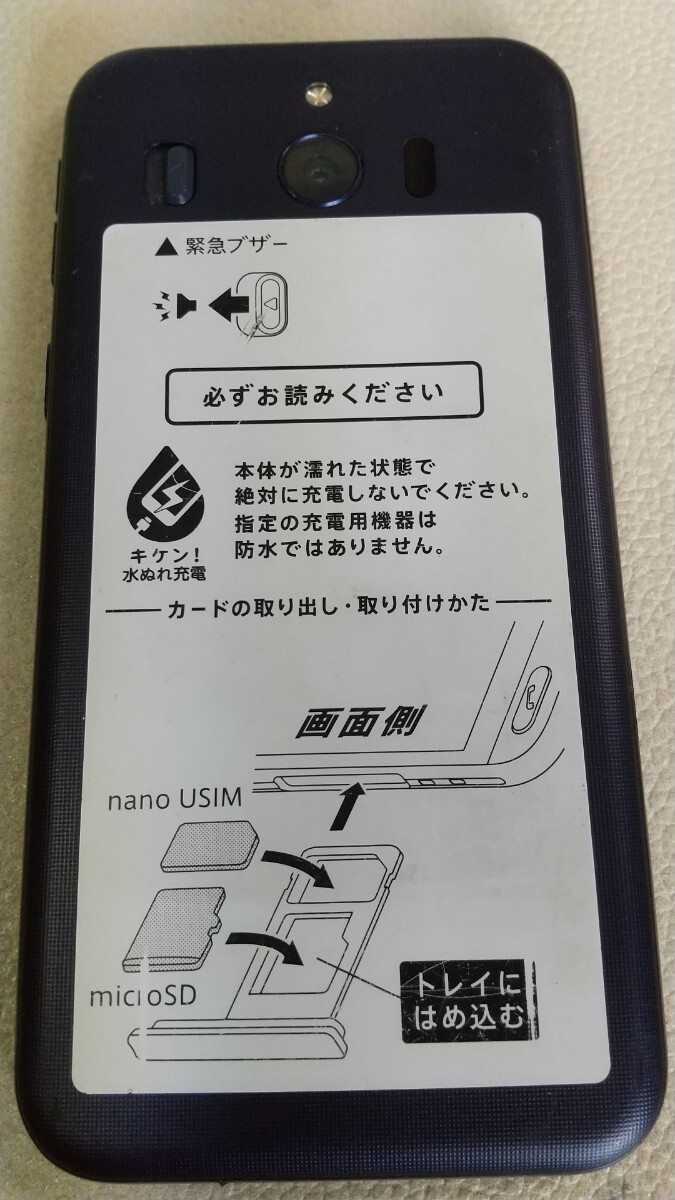 ▲ 緊急ブザー
必ずお読みください
本体が濡れた状態で
絶対に充電しないでください。
指定の充電用機器は
防水ではありません。
キケン!
水ぬれ充電
カードの取り出し・取り付けかた
画面側
nano USIM
microSD
トレイに
はめ込む